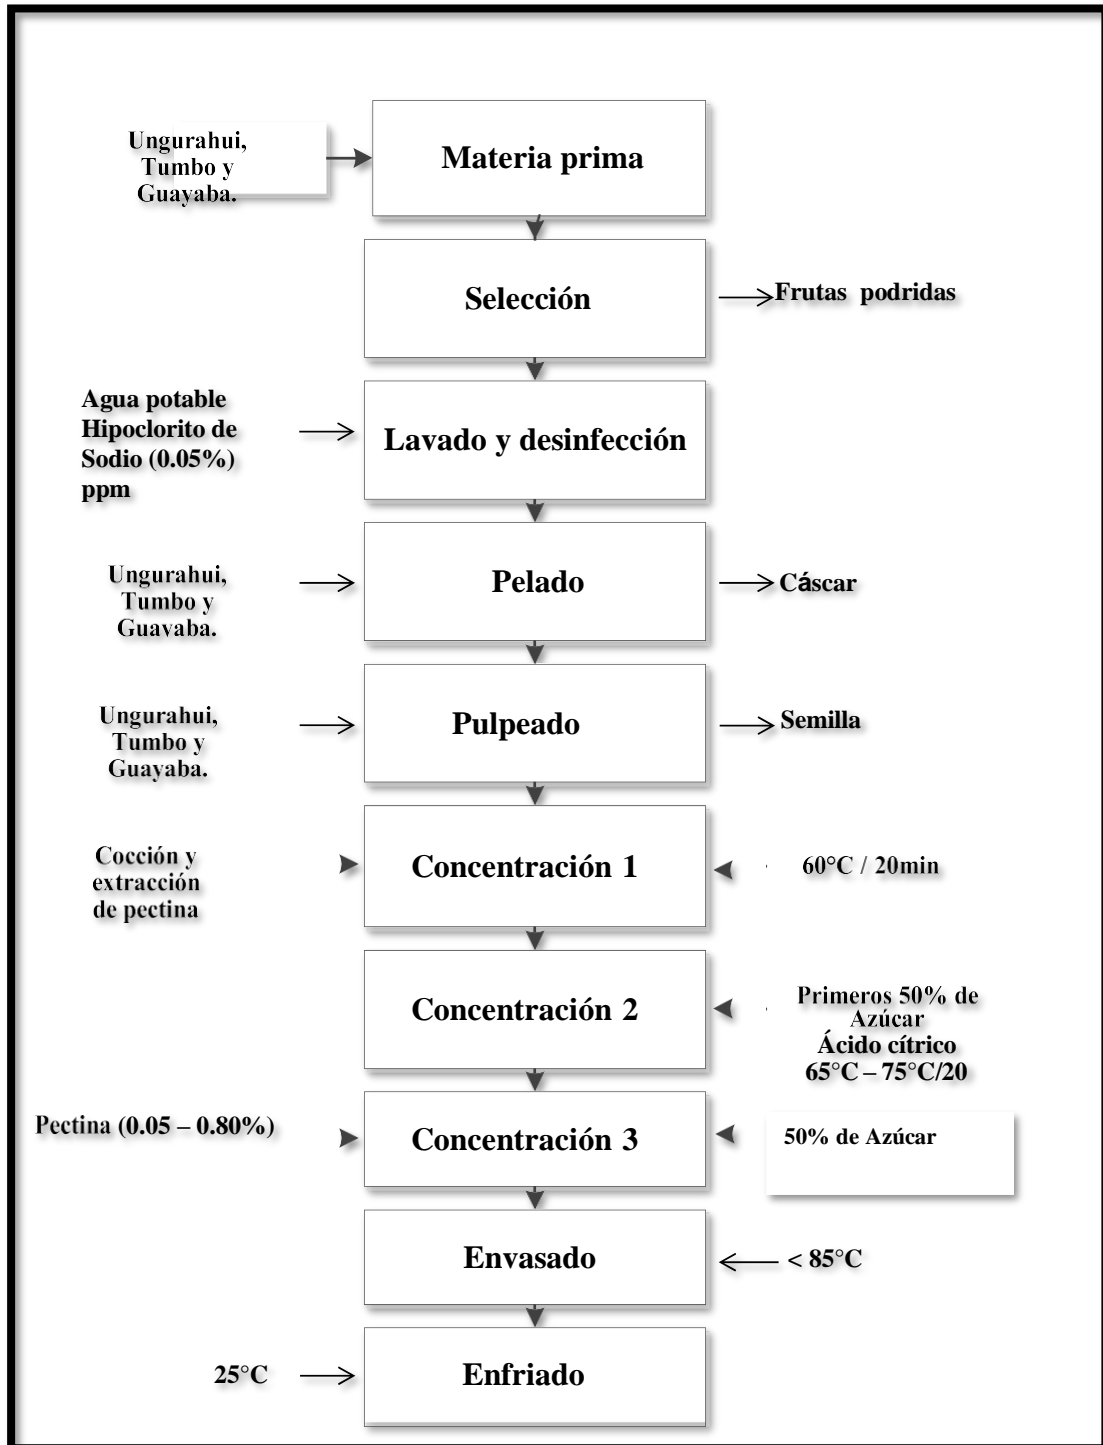 Ungurahui,
Tumbo y
Guayaba.
Materia prima
Selección
Frutas podridas
Agua potable
Hipoclorito de
Sodio (0.05%)
ppm
Lavado y desinfección
Ungurahui,
Tumbo y
Guavaba.
Pelado
Cáscar
Ungurahui,
Tumbo y
Guayaba.
Pulpeado
Semilla
Cocción y
extracción
de pectina
Concentración 1
60°C / 20min
Concentración 2
Primeros 50% de
Azúcar
Ácido cítrico
65°C – 75°C/20
Pectina (0.05 – 0.80%)
Concentración 3
50% de Azúcar
Envasado
< 85°C
25°C
Enfriado